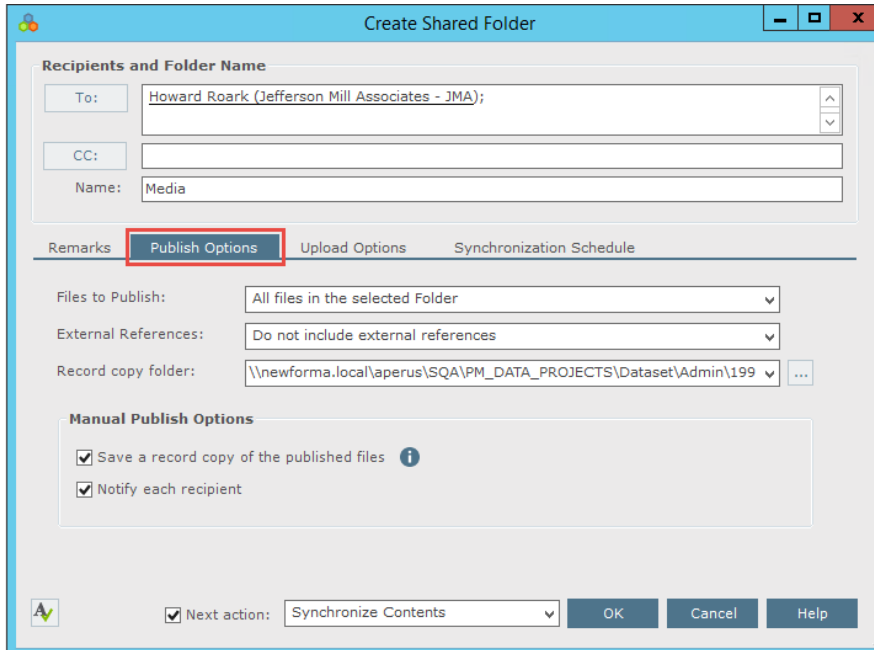 Create Shared Folder
Recipients and Folder Name
To: Howard Roark (Jefferson Mill Associates - JMA);
CC:
Name: Media
Remarks Publish Options Upload Options Synchronization Schedule
Files to Publish: All files in the selected Folder
External References: Do not include external references
Record copy folder: \\newforma.local\aperus\SQA\PM_DATA_PROJECTS\Dataset\Admin\199 ...
Manual Publish Options
Save a record copy of the published files i
Notify each recipient
A Next action: Synchronize Contents OK Cancel Help